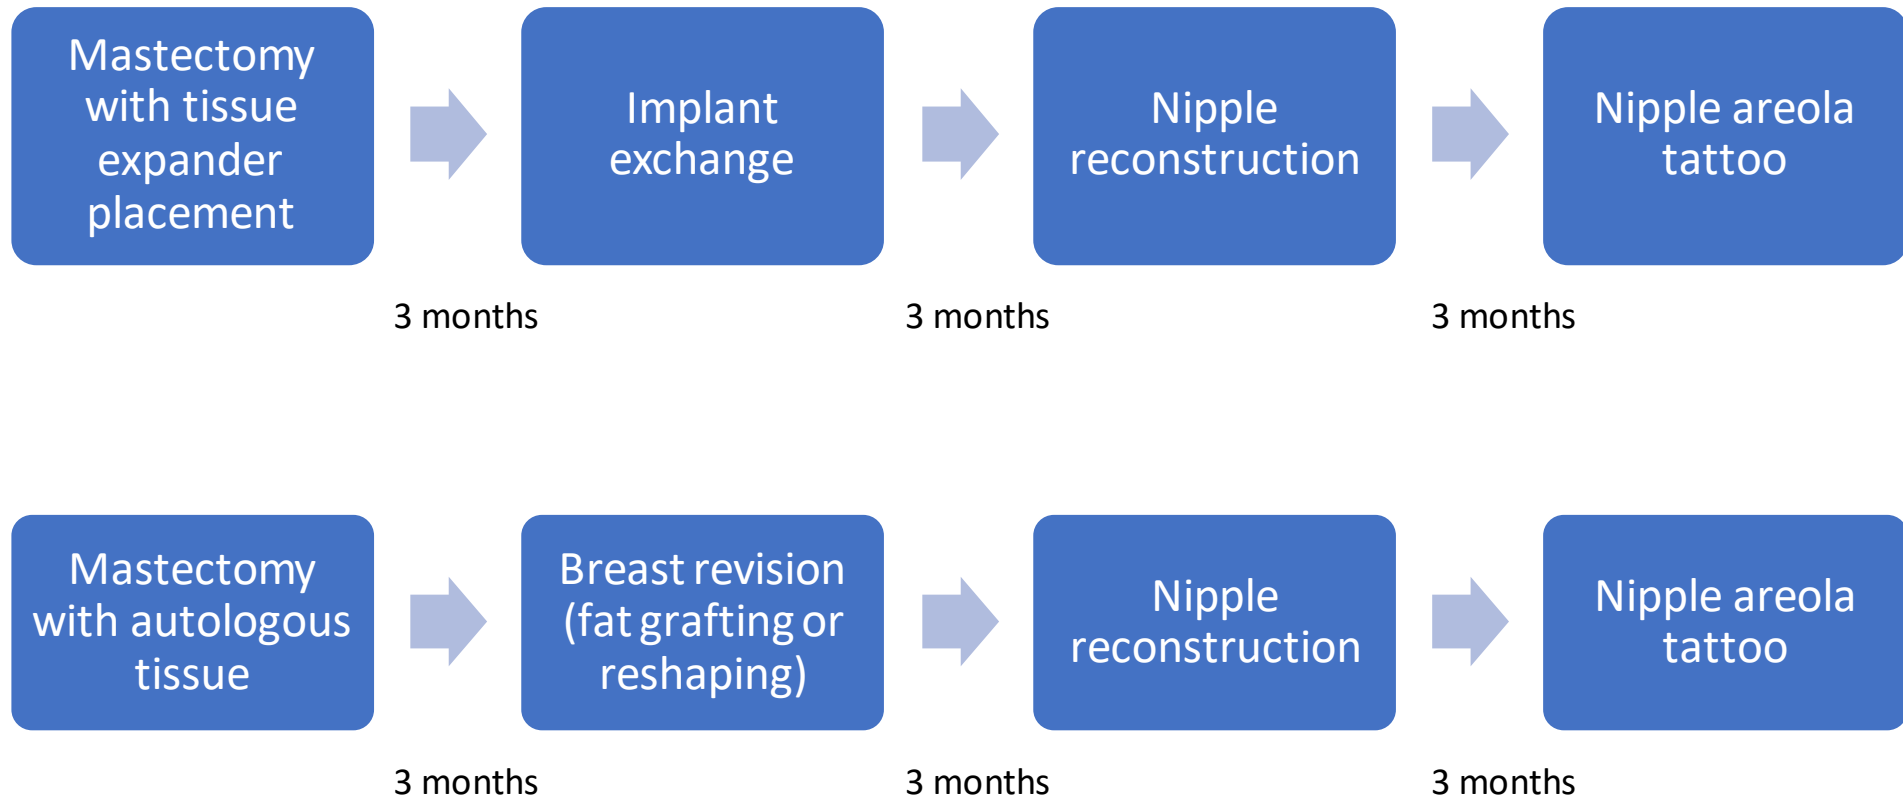 Mastectomy
with tissue
expander
placement
Implant
exchange
Nipple
reconstruction
Nipple areola
tattoo
3 months
3 months
3 months
Mastectomy
with autologous
tissue
Breast revision
(fat grafting or
reshaping)
Nipple
reconstruction
Nipple areola
tattoo
3 months
3 months
3 months